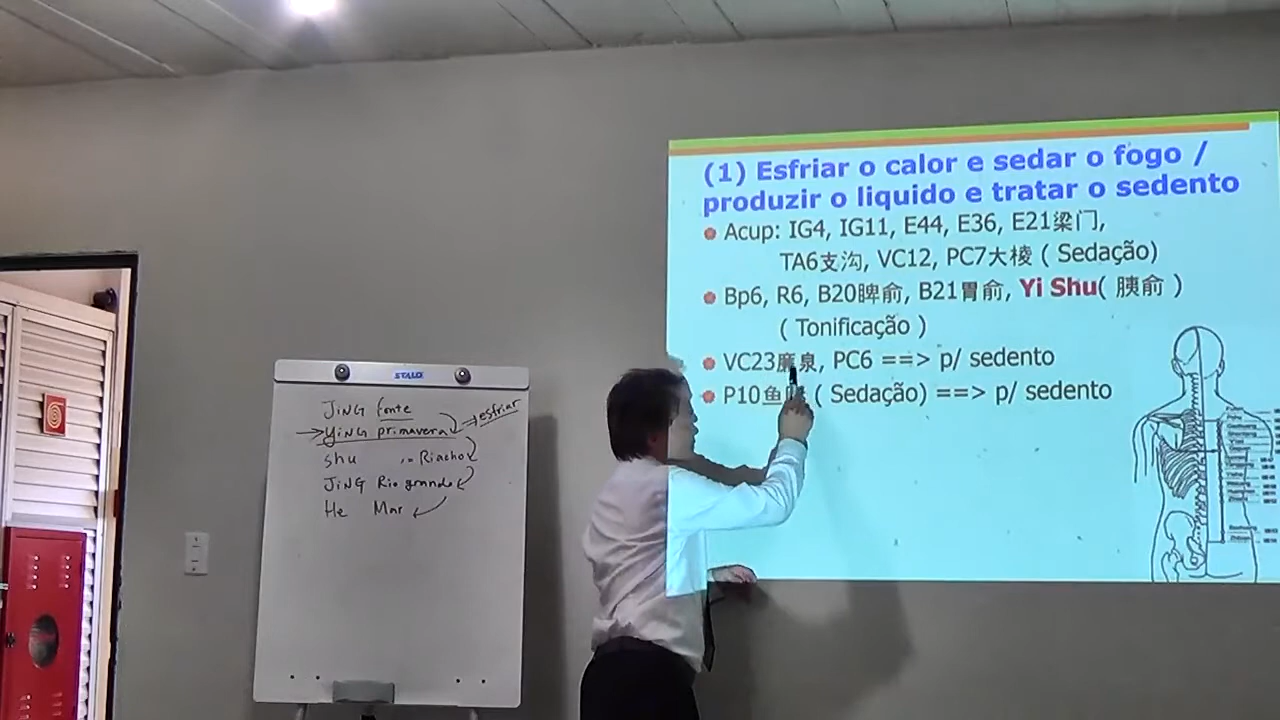 STALO
JiNG fonte
→YiNG primavera ⇒ esfriar
shu Riacho
JiNG Rio grande
He Mar
(1) Esfriar o calor e sedar o fogo /
produzir o liquido e tratar o sedento
Acup: IG4, IG11, E44, E36, E21梁门,
TA6支沟, VC12, PC7大棱 ( Sedação)
Bp6, R6, B20睥俞, B21胃俞, Yi Shu( 胰俞 )
( Tonificação )
VC23廉泉, PC6 ==> p/ sedento
P10鱼 ( Sedação) ==> p/ sedento